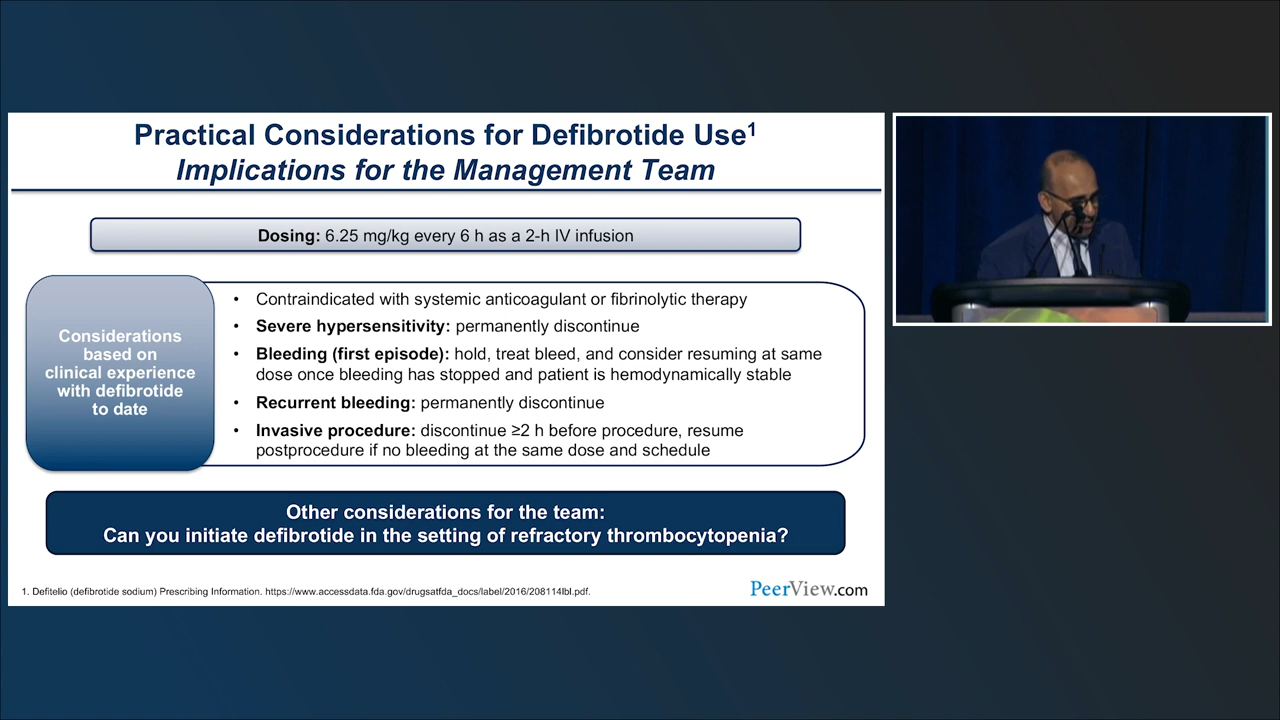 Practical Considerations for Defibrotide Use¹
Implications for the Management Team
Dosing: 6.25 mg/kg every 6 h as a 2-h IV infusion
Considerations
based on
clinical experience
with defibrotide
to date
• Contraindicated with systemic anticoagulant or fibrinolytic therapy
• Severe hypersensitivity: permanently discontinue
• Bleeding (first episode): hold, treat bleed, and consider resuming at same
dose once bleeding has stopped and patient is hemodynamically stable
• Recurrent bleeding: permanently discontinue
• Invasive procedure: discontinue ≥2 h before procedure, resume
postprocedure if no bleeding at the same dose and schedule
Other considerations for the team:
Can you initiate defibrotide in the setting of refractory thrombocytopenia?
1. Defitelio (defibrotide sodium) Prescribing Information. https://www.accessdata.fda.gov/drugsatfda_docs/label/2016/208114lbl.pdf.
PeerView.com